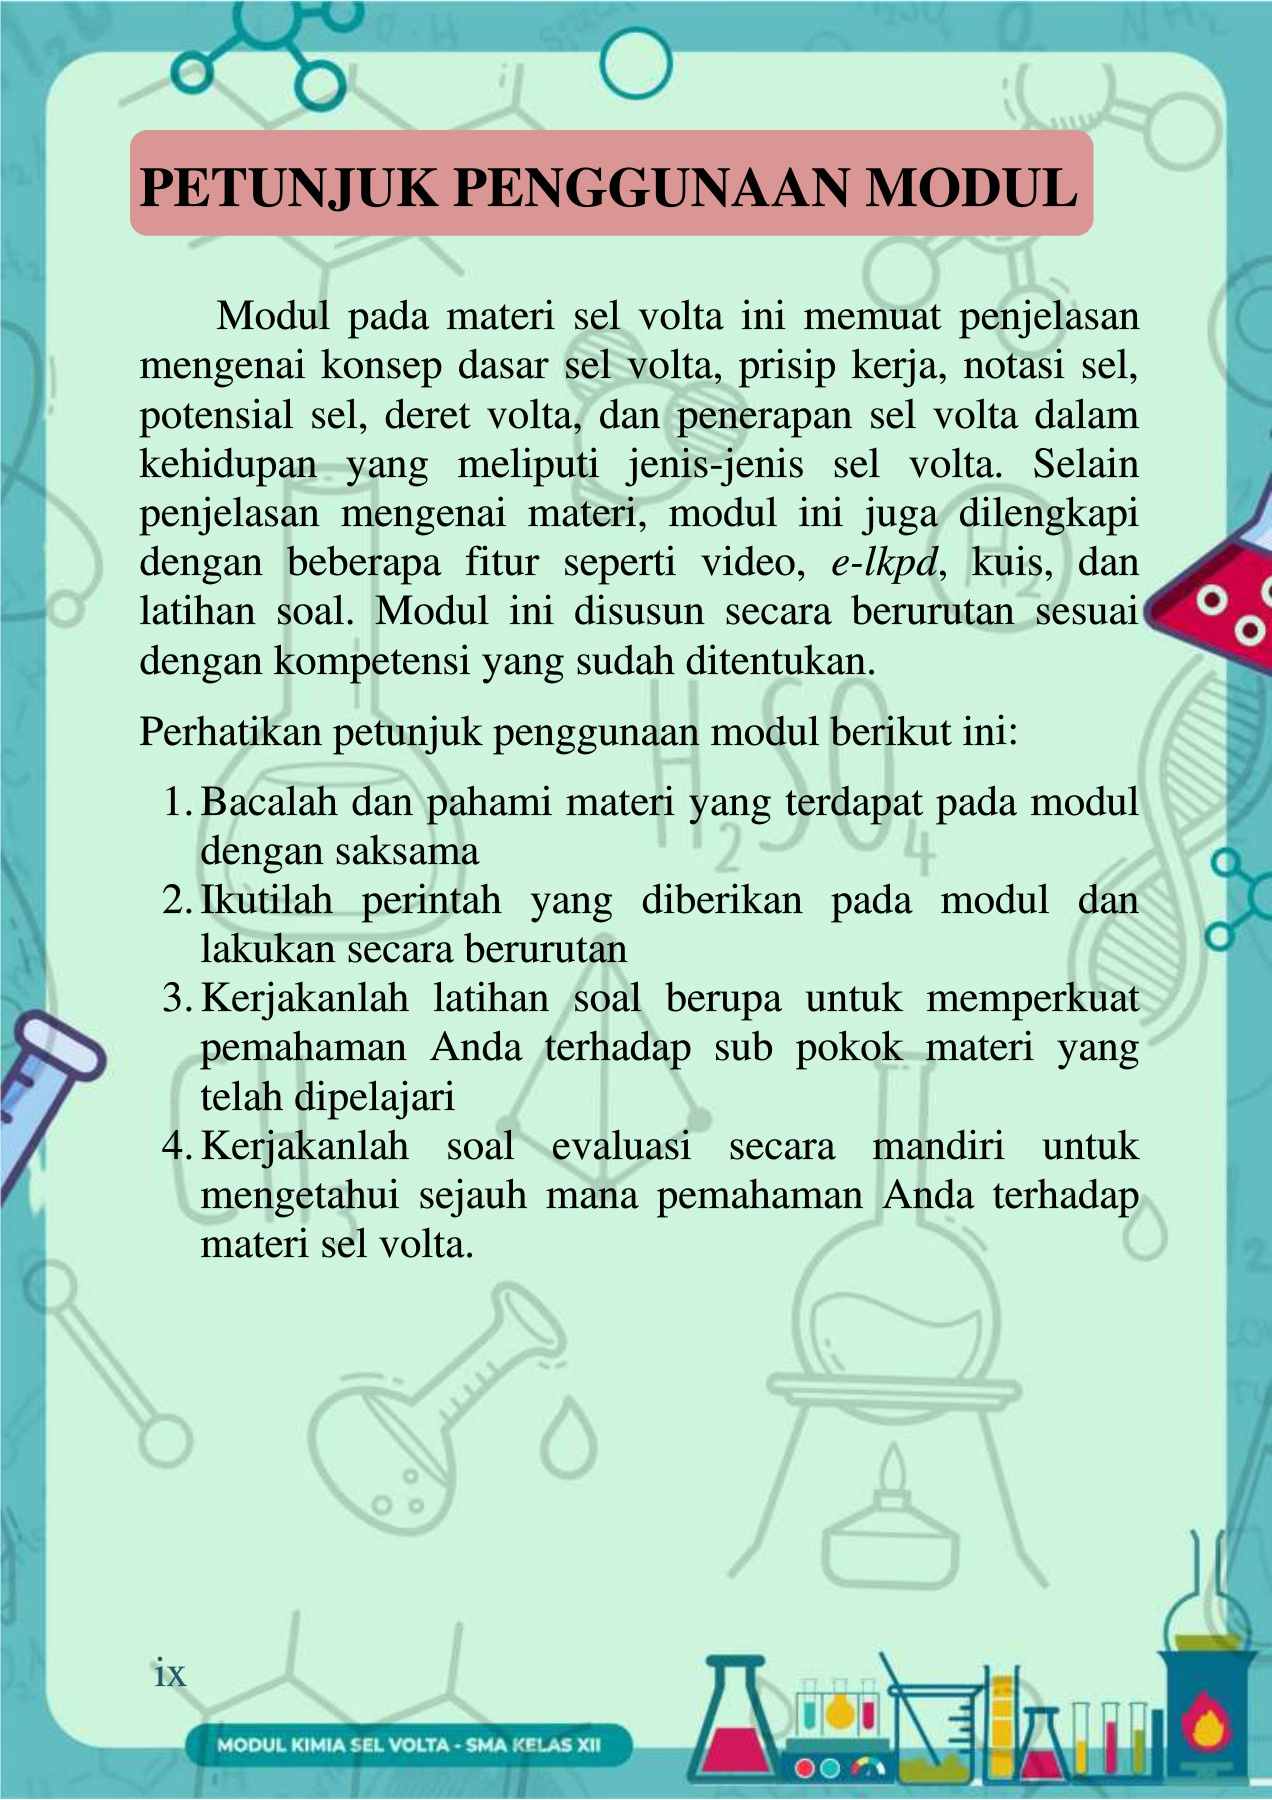 PETUNJUK PENGGUNAAN MODUL
Modul pada materi sel volta ini memuat penjelasan
mengenai konsep dasar sel volta, prisip kerja, notasi sel,
potensial sel, deret volta, dan penerapan sel volta dalam
kehidupan yang meliputi jenis-jenis sel volta. Selain
penjelasan mengenai materi, modul ini juga dilengkapi
dengan beberapa fitur seperti video, e-lkpd, kuis, dan
latihan soal. Modul ini disusun secara berurutan sesuai
dengan kompetensi yang sudah ditentukan.
Perhatikan petunjuk penggunaan modul berikut ini:
1. Bacalah dan pahami materi yang terdapat pada modul
dengan saksama
2. Ikutilah perintah yang diberikan pada modul dan
lakukan secara berurutan
3. Kerjakanlah latihan soal berupa untuk memperkuat
pemahaman Anda terhadap sub pokok materi yang
telah dipelajari
4. Kerjakanlah soal evaluasi secara mandiri untuk
mengetahui sejauh mana pemahaman Anda terhadap
materi sel volta.
H2
H2SO4
CH3
ix
MODUL KIMIA SEL VOLTA - SMA KELAS XII